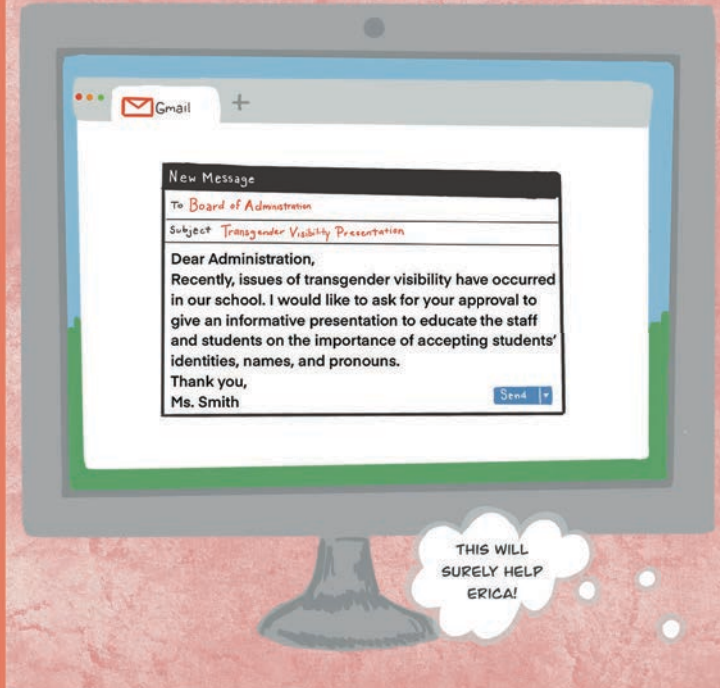 Gmail
New Message
To Board of Administration
Subject Transgender Visibility Presentation
Dear Administration,
Recently, issues of transgender visibility have occurred
in our school. I would like to ask for your approval to
give an informative presentation to educate the staff
and students on the importance of accepting students'
identities, names, and pronouns.
Thank you,
Ms. Smith
Send
THIS WILL
SURELY HELP
ERICA!